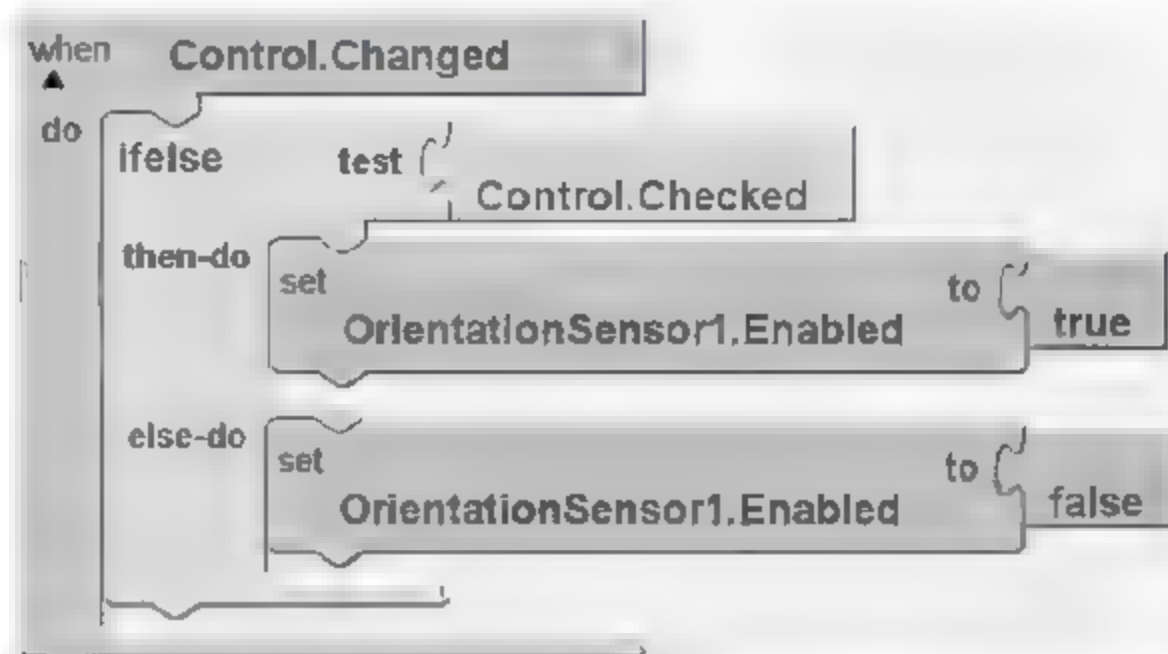 when Control.Changed
do
ifelse test
Control.Checked
then-do
set to
OrientationSensor1.Enabled true
else-do
set to
OrientationSensor1.Enabled false